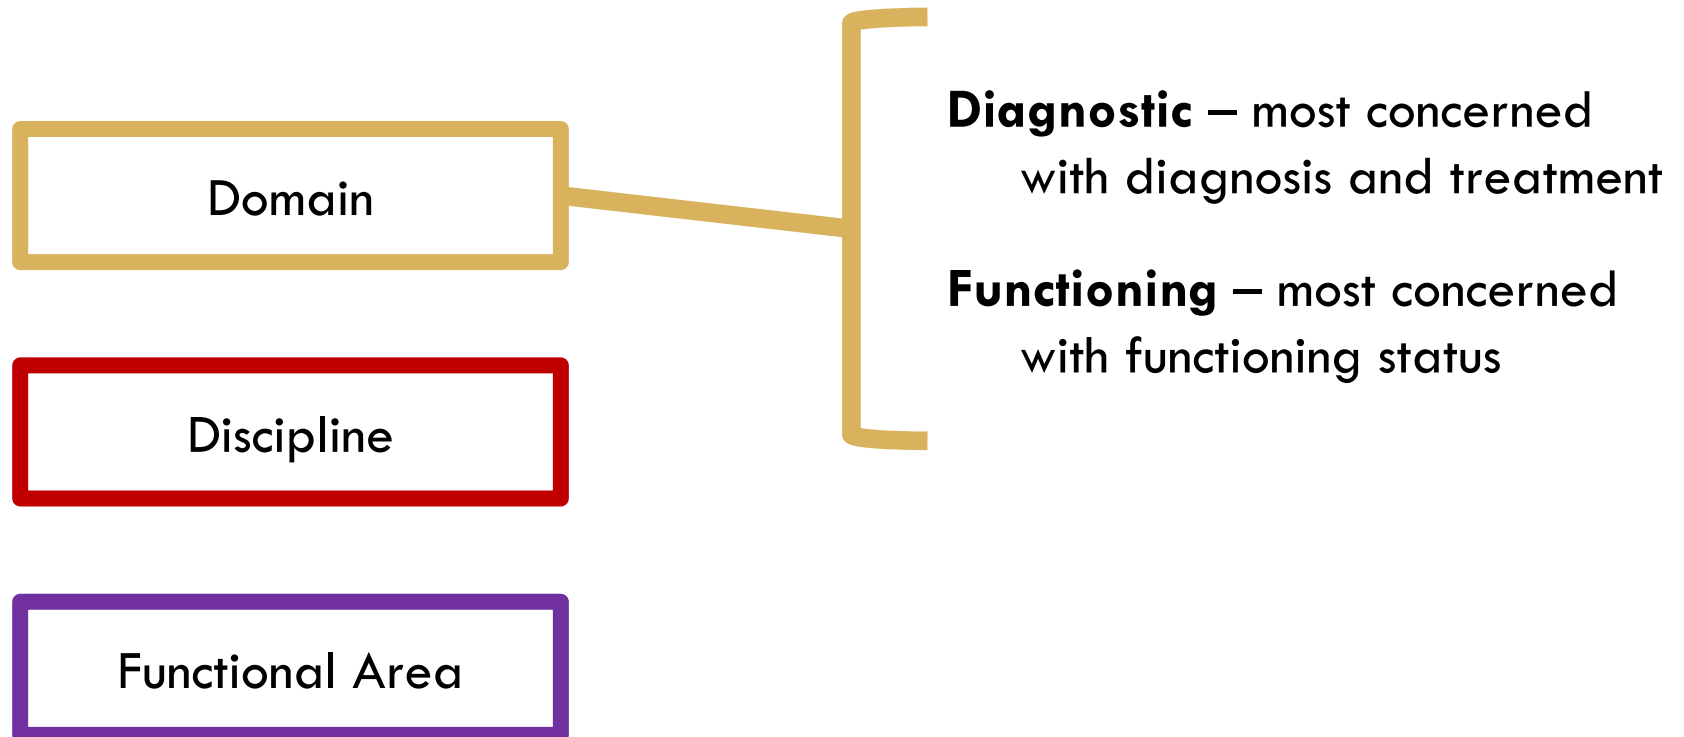 Domain
Discipline
Functional Area
Diagnostic – most concerned
with diagnosis and treatment
Functioning – most concerned
with functioning status